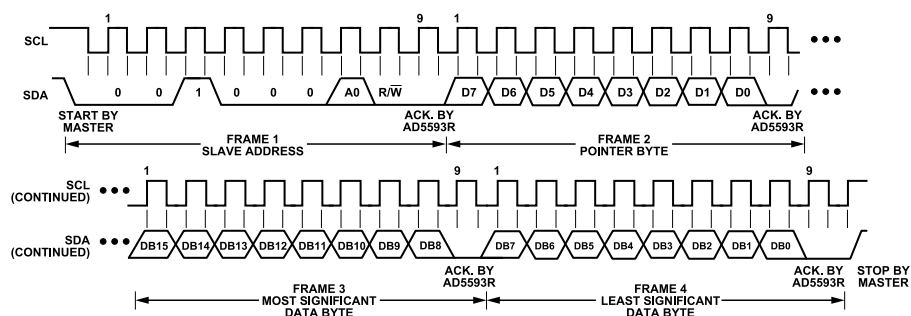 1 9 1 9
SCL
SDA 0 0 1 0 0 0 A0 R/W̅ D7 D6 D5 D4 D3 D2 D1 D0
START BY
MASTER
ACK. BY
AD5593R
ACK. BY
AD5593R
FRAME 1
SLAVE ADDRESS
FRAME 2
POINTER BYTE
1 9 1 9
SCL
(CONTINUED)
SDA
(CONTINUED)
DB15 DB14 DB13 DB12 DB11 DB10 DB9 DB8 DB7 DB6 DB5 DB4 DB3 DB2 DB1 DB0
ACK. BY
AD5593R
ACK. BY
AD5593R
STOP BY
MASTER
FRAME 3
MOST SIGNIFICANT
DATA BYTE
FRAME 4
LEAST SIGNIFICANT
DATA BYTE